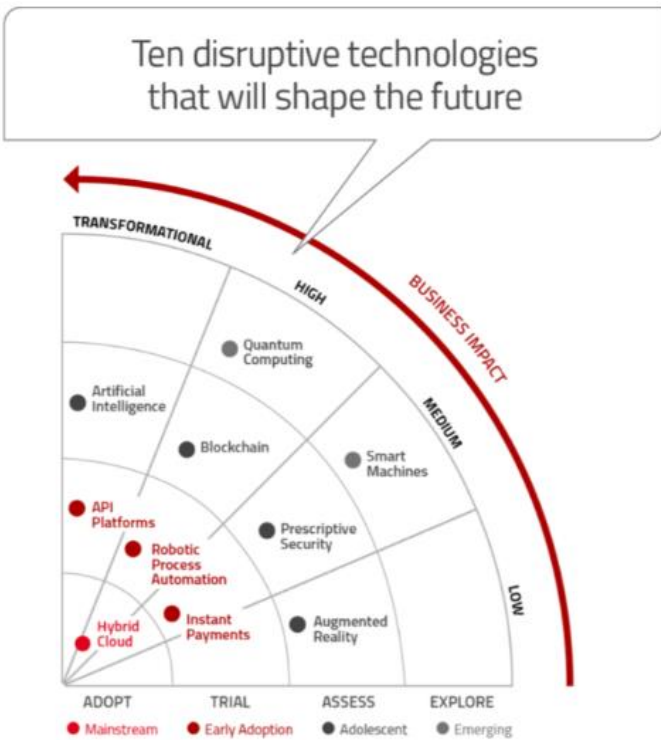 Ten disruptive technologies
that will shape the future
TRANSFORMATIONAL
HIGH
BUSINESS IMPACT
MEDIUM
LOW
Quantum
Computing
Artificial
Intelligence
Blockchain
Smart
Machines
API
Platforms
Prescriptive
Security
Robotic
Process
Automation
Hybrid
Cloud
Instant
Payments
Augmented
Reality
ADOPT TRIAL ASSESS EXPLORE
Mainstream Early Adoption Adolescent Emerging